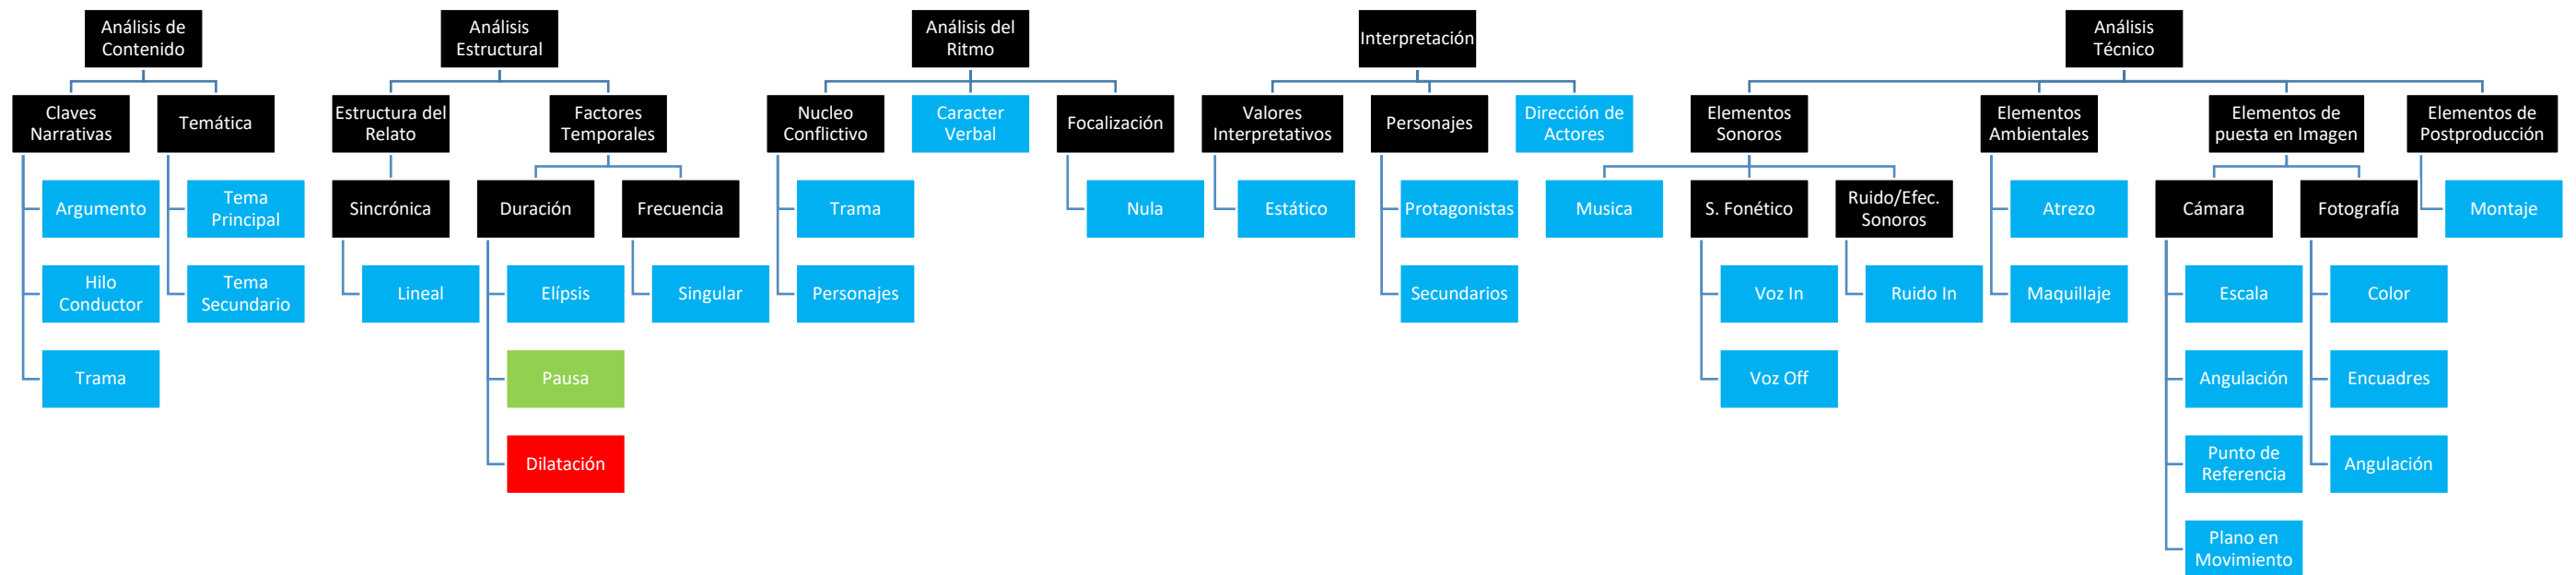 Análisis de
Contenido
Claves
Narrativas
Argumento
Hilo
Conductor
Trama
Temática
Tema
Principal
Tema
Secundario
Análisis
Estructural
Estructura del
Relato
Sincrónica
Lineal
Factores
Temporales
Duración
Elípsis
Pausa
Dilatación
Frecuencia
Singular
Análisis del
Ritmo
Nucleo
Conflictivo
Trama
Personajes
Caracter
Verbal
Focalización
Nula
Interpretación
Valores
Interpretativos
Estático
Personajes
Protagonistas
Secundarios
Dirección de
Actores
Análisis
Técnico
Elementos
Sonoros
Musica
S. Fonético
Voz In
Voz Off
Ruido/Efec.
Sonoros
Ruido In
Elementos
Ambientales
Atrezo
Maquillaje
Elementos de
puesta en Imagen
Cámara
Escala
Angulación
Punto de
Referencia
Plano en
Movimiento
Fotografía
Color
Encuadres
Angulación
Elementos de
Postproducción
Montaje